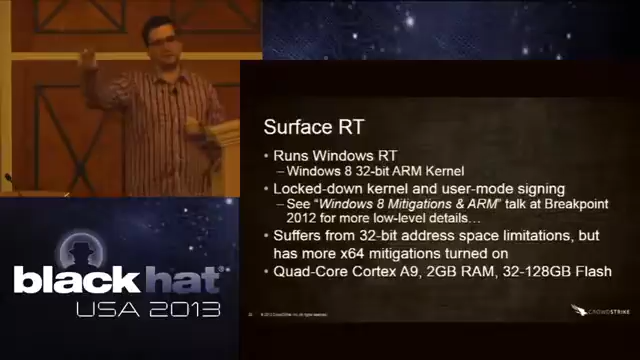 Surface RT
• Runs Windows RT
–Windows 8 32-bit ARM Kernel
• Locked-down kernel and user-mode signing
–See “Windows 8 Mitigations & ARM” talk at Breakpoint
2012 for more low-level details…
• Suffers from 32-bit address space limitations, but
has more x64 mitigations turned on
• Quad-Core Cortex A9, 2GB RAM, 32-128GB Flash
black hat
USA 2013
CROWDSTRIKE